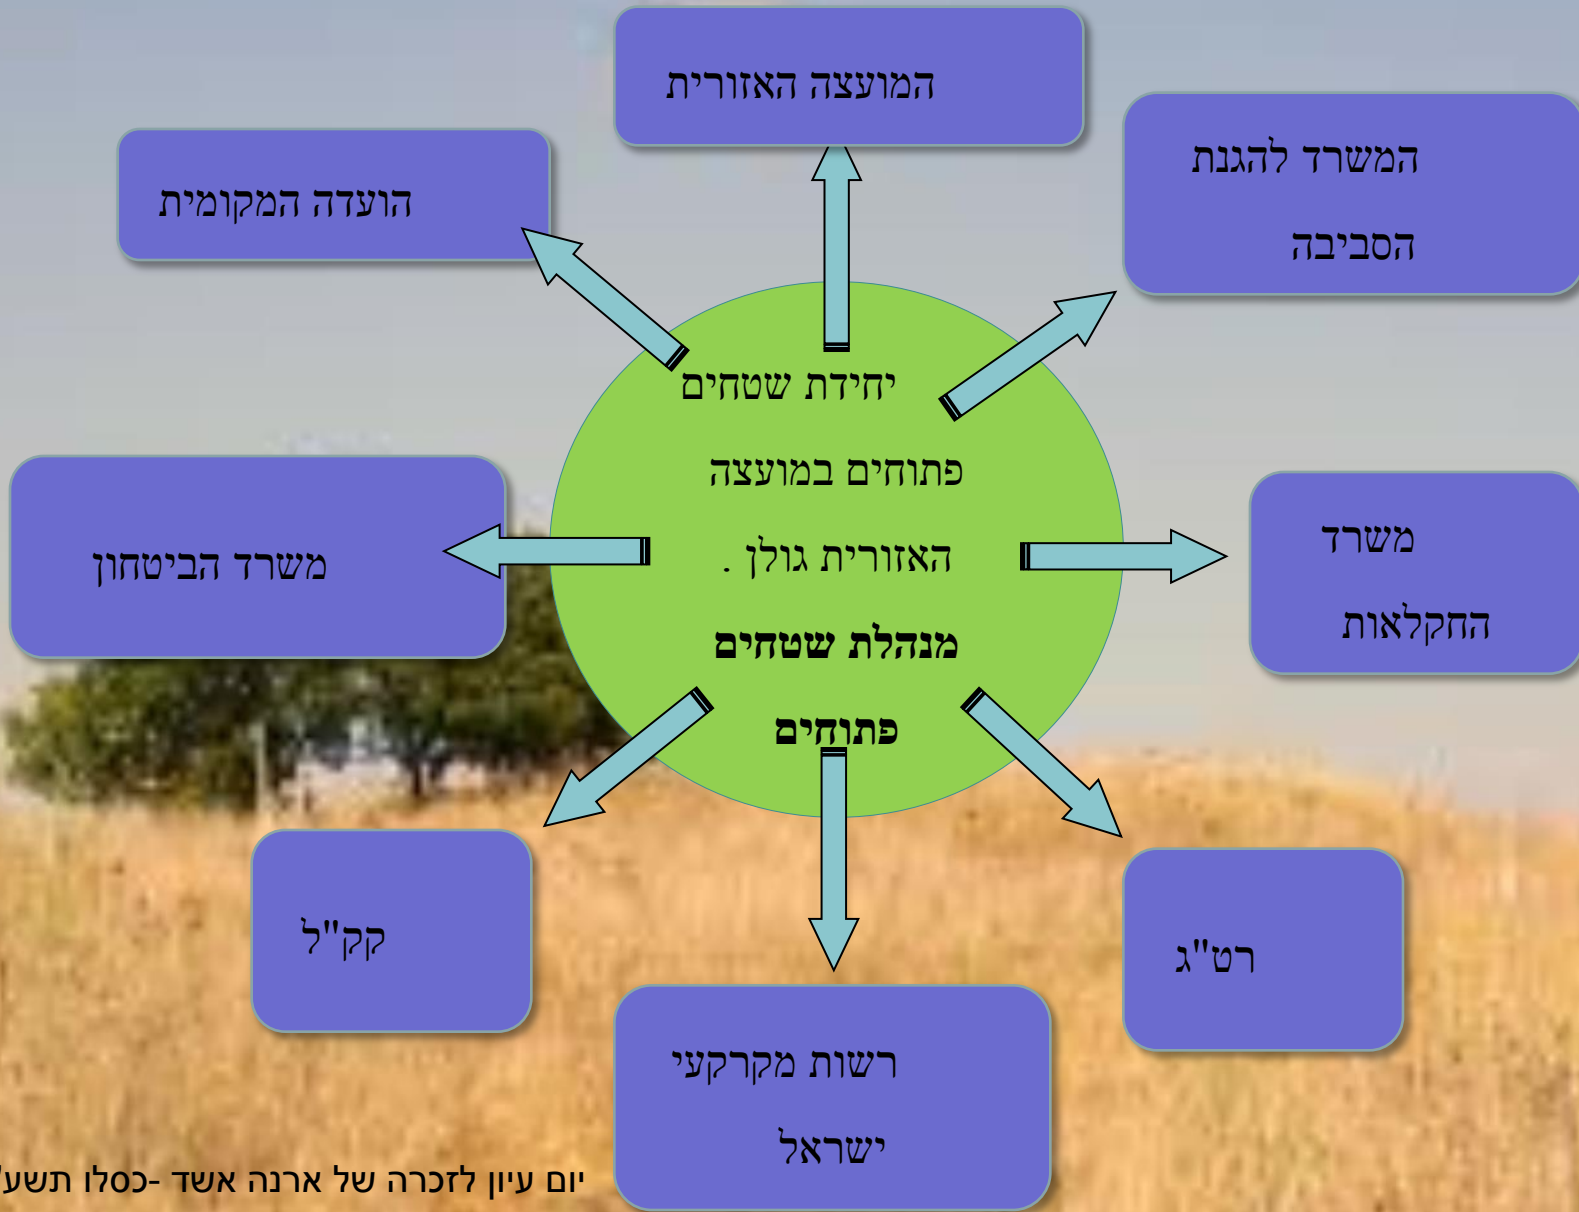 המועצה האזורית
המשרד להגנת
הסביבה
הועדה המקומית
יחידת שטחים
פתוחים במועצה
האזורית גולן .
מנהלת שטחים
פתוחים
משרד הביטחון
משרד
החקלאות
קק"ל
רט"ג
רשות מקרקעי
ישראל
יום עיון לזכרה של ארנה אשד -כסלו